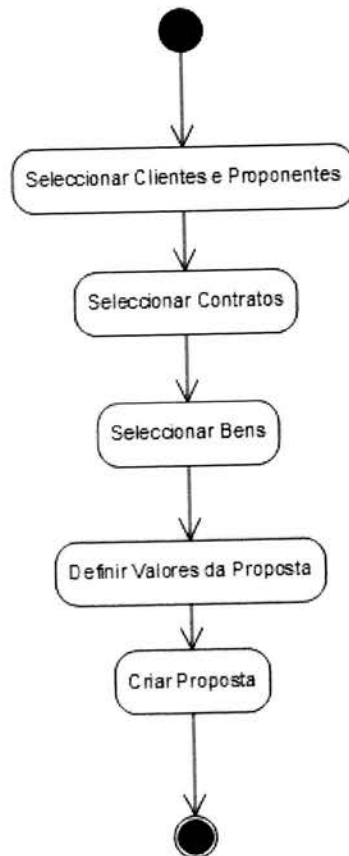 Seleccionar Clientes e Proponentes
Seleccionar Contratos
Seleccionar Bens
Definir Valores da Proposta
Criar Proposta